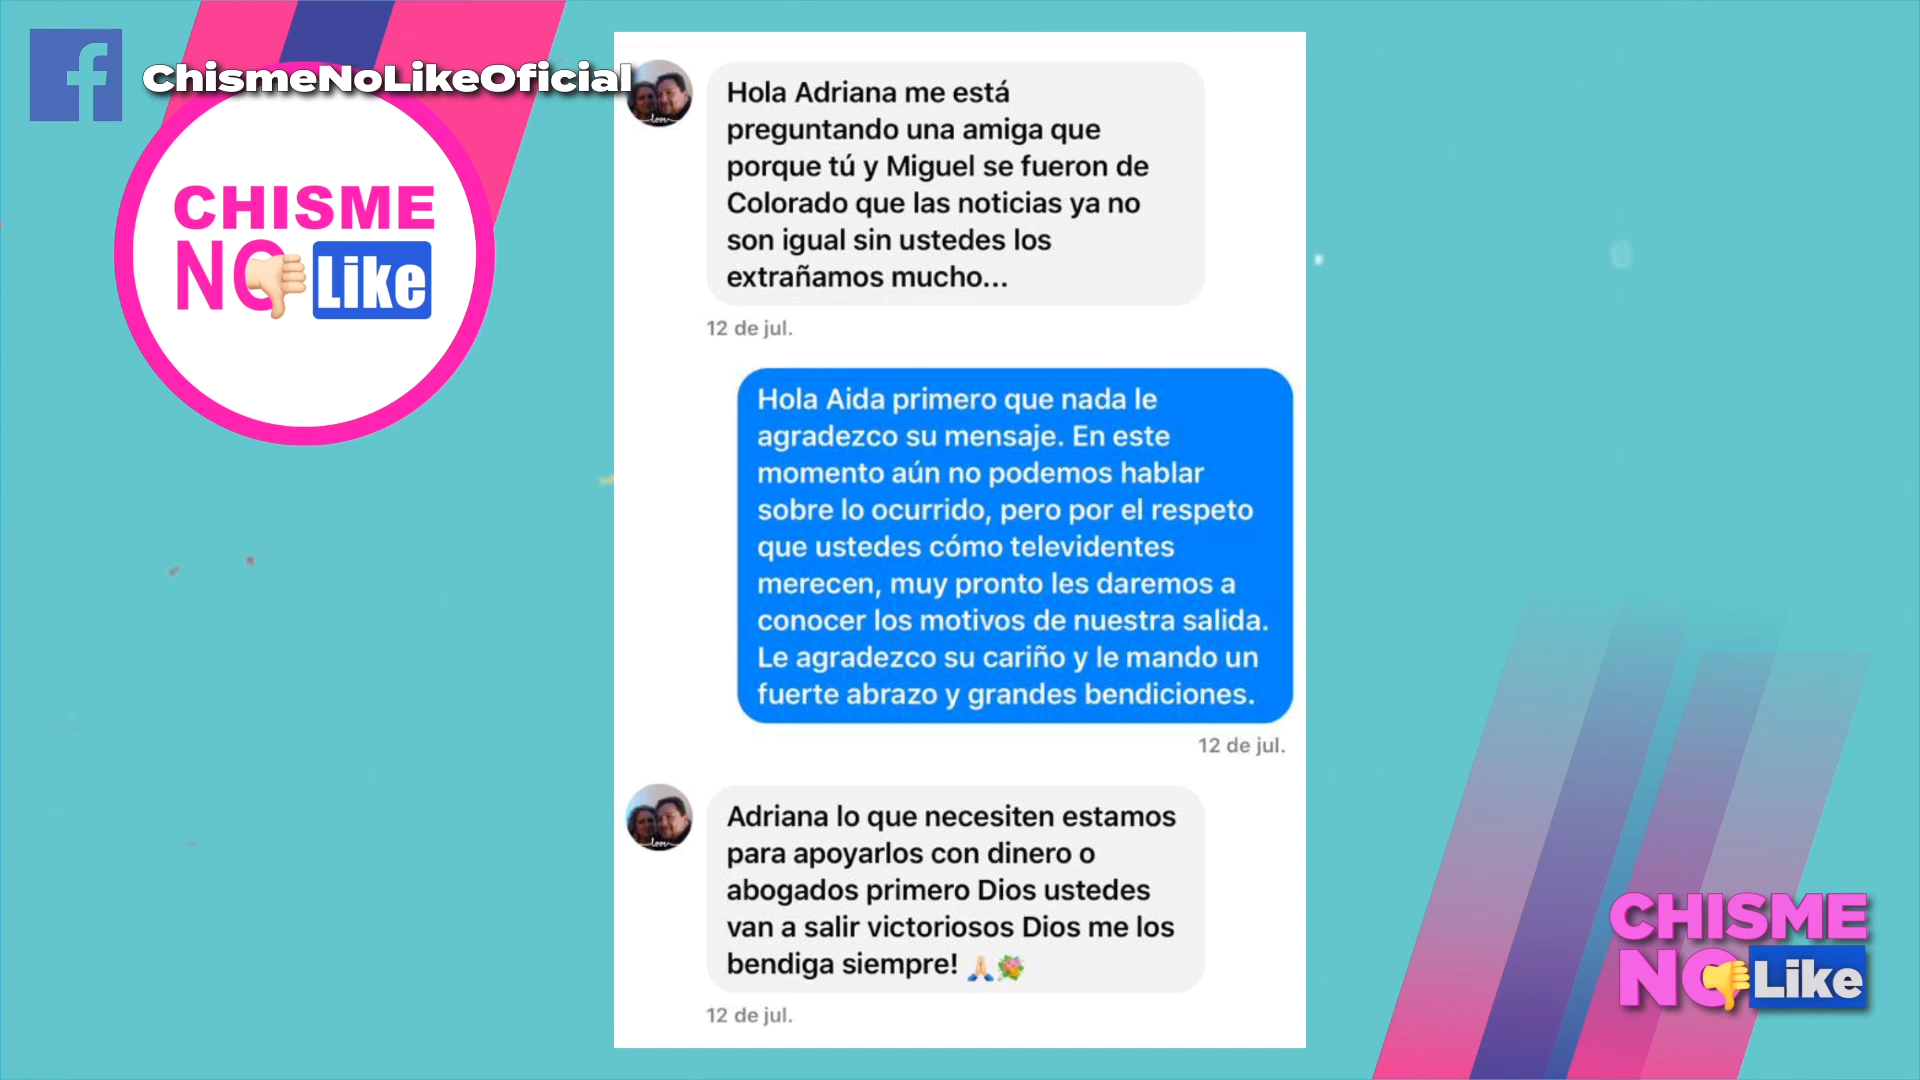 ChismeNoLikeOficial
CHISME
NO Like
Hola Adriana me está
preguntando una amiga que
porque tú y Miguel se fueron de
Colorado que las noticias ya no
son igual sin ustedes los
extrañamos mucho...
12 de jul.
Hola Aida primero que nada le
agradezco su mensaje. En este
momento aún no podemos hablar
sobre lo ocurrido, pero por el respeto
que ustedes cómo televidentes
merecen, muy pronto les daremos a
conocer los motivos de nuestra salida.
Le agradezco su cariño y le mando un
fuerte abrazo y grandes bendiciones.
12 de jul.
Adriana lo que necesiten estamos
para apoyarlos con dinero o
abogados primero Dios ustedes
van a salir victoriosos Dios me los
bendiga siempre! 🙏🏻💐
12 de jul.
CHISME
NO Like